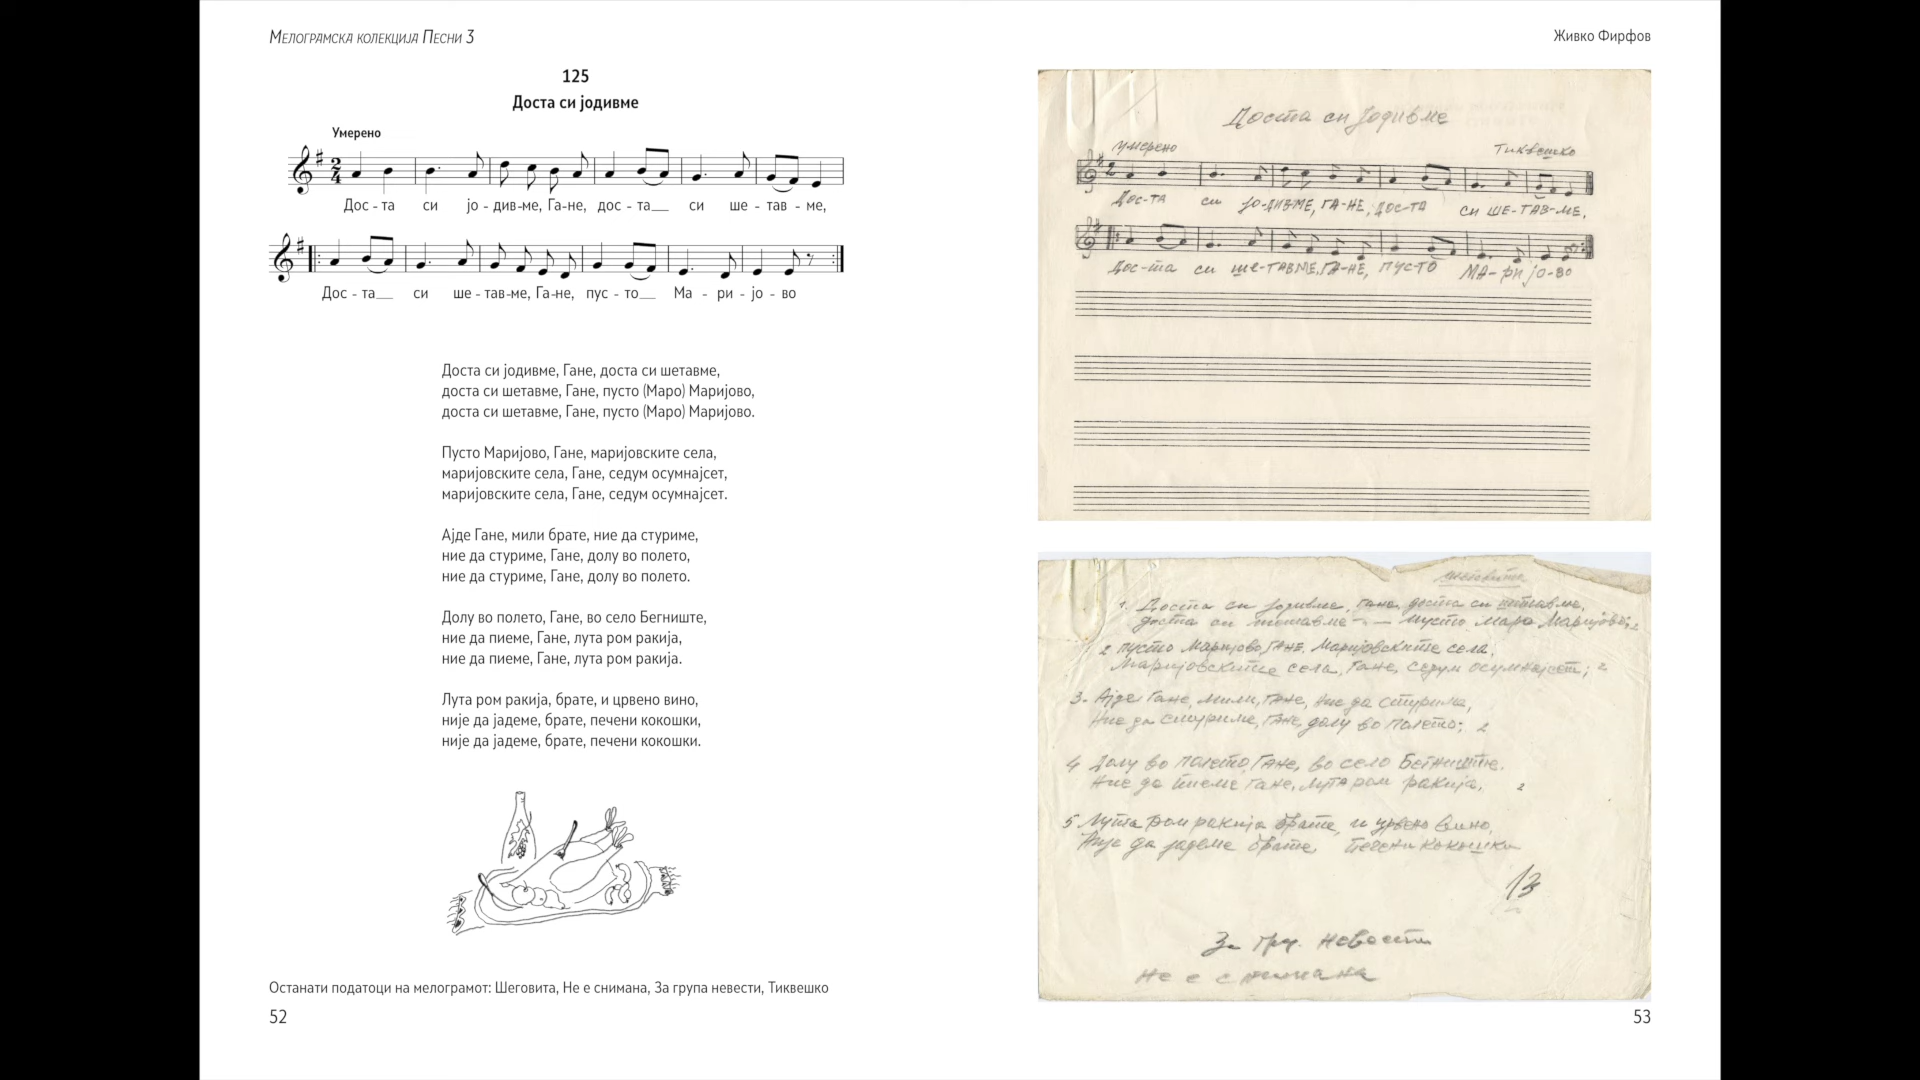 Мелограмска колекција Песни 3
125
Доста си јодивме
Умерено
Дос - та си јо - див-ме, Га-не, дос - та__ си ше - тав - ме,
Дос - та__ си ше - тав-ме, Га-не, пус - то__ Ма - ри - јо - во
Доста си јодивме, Гане, доста си шетавме,
доста си шетавме, Гане, пусто (Маро) Маријово,
доста си шетавме, Гане, пусто (Маро) Маријово.
Пусто Маријово, Гане, маријовските села,
маријовските села, Гане, седум осумнајсет,
маријовските села, Гане, седум осумнајсет.
Ајде Гане, мили брате, ние да стуриме,
ние да стуриме, Гане, долу во полето,
ние да стуриме, Гане, долу во полето.
Долу во полето, Гане, во село Бегниште,
ние да пиеме, Гане, лута ром ракија,
ние да пиеме, Гане, лута ром ракија.
Лута ром ракија, брате, и црвено вино,
није да јадеме, брате, печени кокошки,
није да јадеме, брате, печени кокошки.
Останати податоци на мелограмот: Шеговита, Не е снимана, За група невести, Тиквешко
52
Живко Фирфов
Доста си јодивме
умерено Тиквешко
Дос-та си јо-дивме, Га-не, доста си ше-тав-ме,
Дос-та си ше-тавме, Га-не, пусто Ма-ри јо-во
шеговита
1. Доста си јодивме, Гане, доста си шетавме,
доста си шетавме - - пусто Маро Маријово; 2
2 пусто Маријово, Гане, Маријовските села,
Маријовските села, Гане, седум осумнајсет; 2
3. Ајде Гане, мили, Гане, ние да стуриме,
ние да стуриме, Гане, долу во полето; 2
4 Долу во полето, Гане, во село Бегниште.
Ние да пиеме Гане, лута ром ракија, 2
5 Лута ром ракија брате, и црвено вино,
није да јадеме брате печени кокошки
13
За гру. невести
не е снимана
53